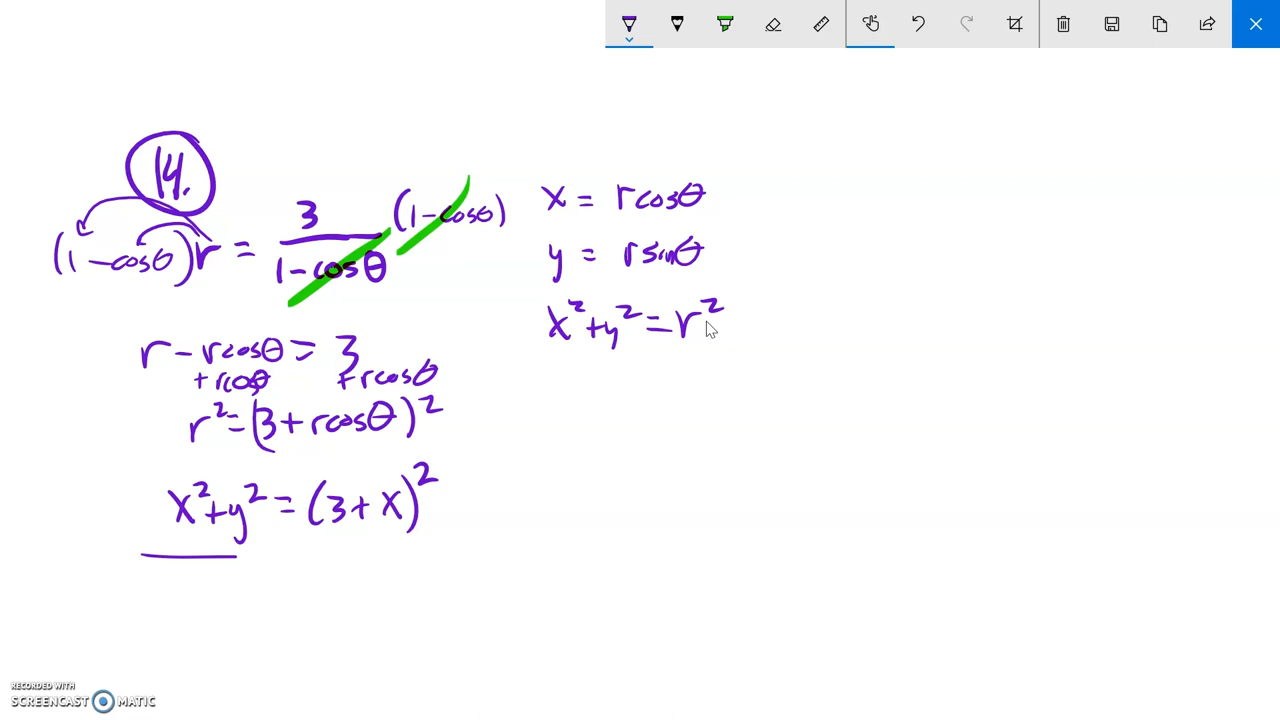 14.
(1 - cosθ)r = 3/(1 - cosθ) (1 - cosθ)
r - rcosθ = 3
+rcosθ +rcosθ
r² = (3 + rcosθ)²
x² + y² = (3 + x)²
x = rcosθ
y = rsinθ
x² + y² = r²
RECORDED WITH
SCREENCAST MATIC